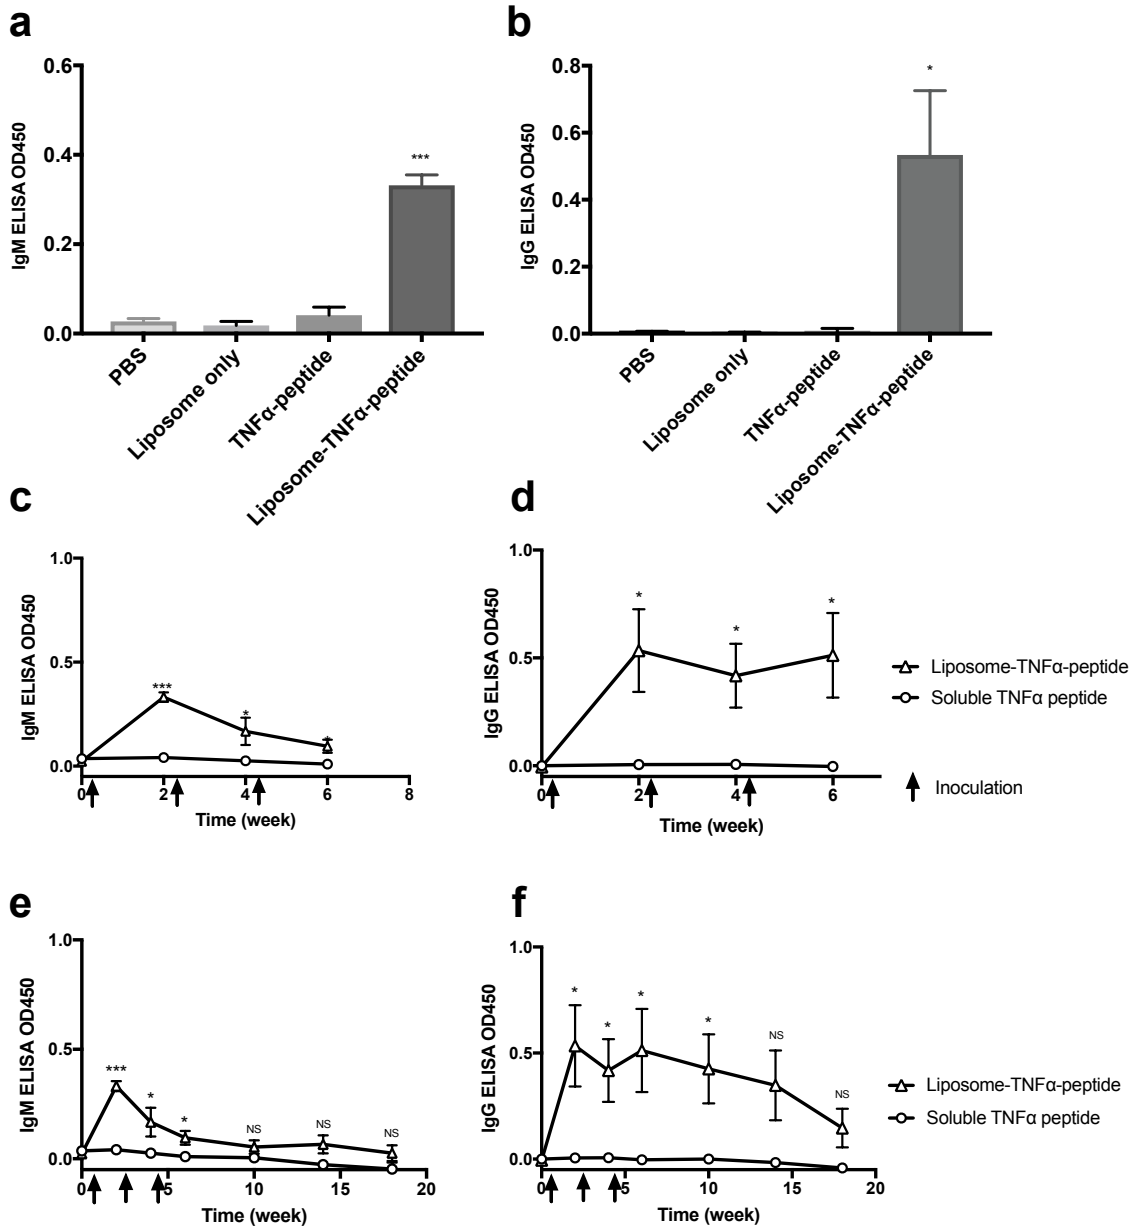 a
0.6
0.4
0.2
0.0
IgM ELISA OD450
***
PBS
Liposome only
TNFα-peptide
Liposome-TNFα-peptide
b
0.8
0.6
0.4
0.2
0.0
IgG ELISA OD450
*
PBS
Liposome only
TNFα-peptide
Liposome-TNFα-peptide
c
1.0
0.5
0.0
IgM ELISA OD450
***
*
*
0 2 4 6 8
Time (week)
d
1.0
0.5
0.0
IgG ELISA OD450
*
*
*
0 2 4 6
Time (week)
Liposome-TNFα-peptide
Soluble TNFα peptide
Inoculation
e
1.0
0.5
0.0
IgM ELISA OD450
***
*
*
NS
NS
NS
0 5 10 15 20
Time (week)
f
1.0
0.5
0.0
IgG ELISA OD450
*
*
*
*
NS
NS
0 5 10 15 20
Time (week)
Liposome-TNFα-peptide
Soluble TNFα peptide